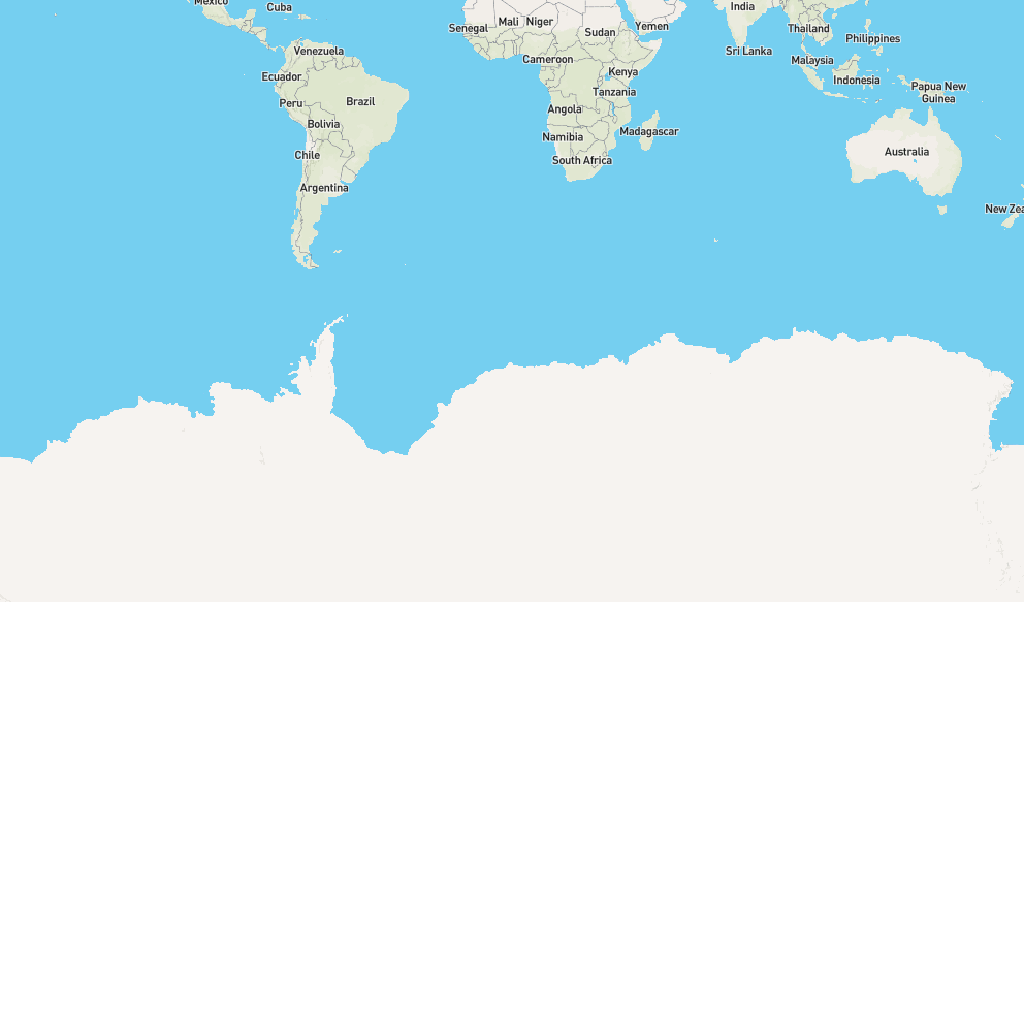 Mexico
Cuba
India
Senegal
Mali
Niger
Sudan
Yemen
Thailand
Philippines
Venezuela
Sri Lanka
Cameroon
Malaysia
Kenya
Ecuador
Indonesia
Papua New
Guinea
Tanzania
Peru
Brazil
Angola
Bolivia
Namibia
Madagascar
Australia
Chile
South Africa
Argentina
New Zea